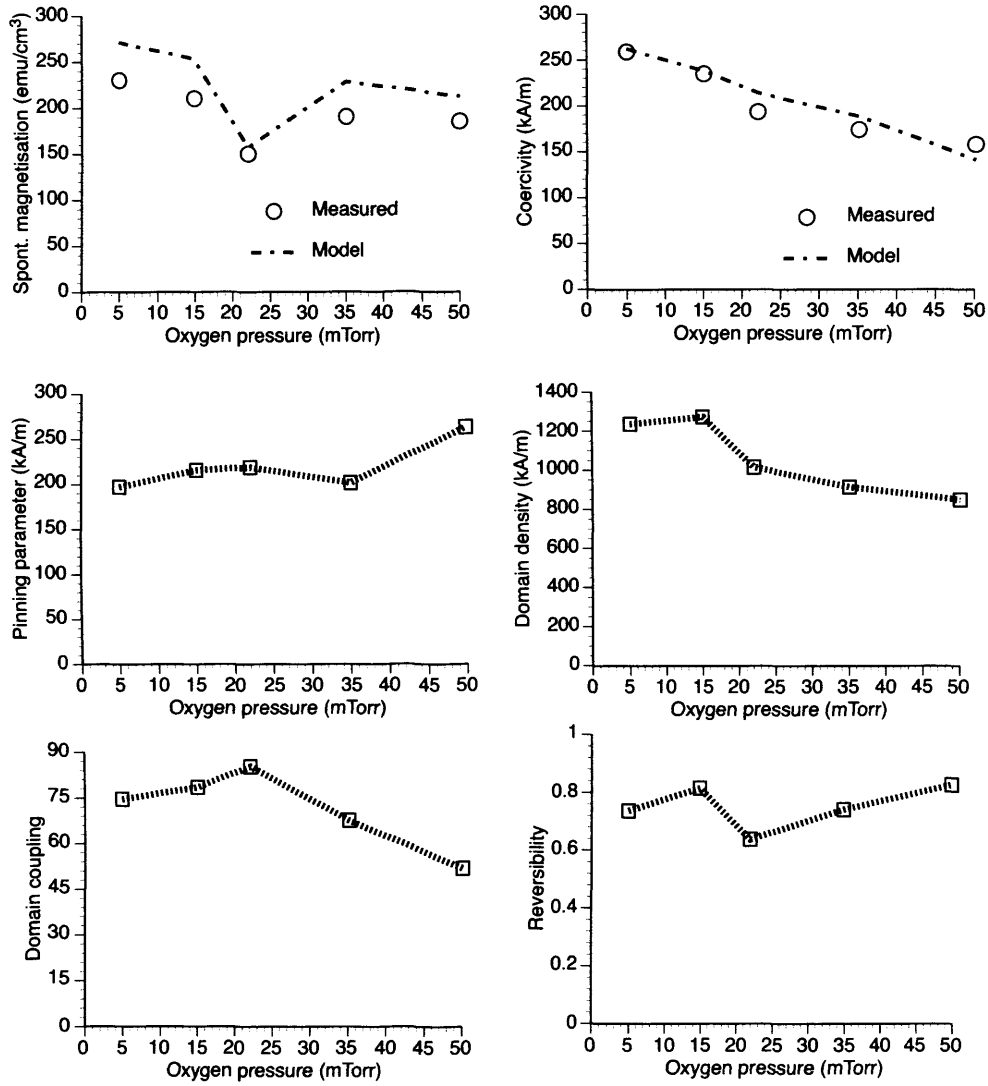 Spont. magnetisation (emu/cm³)
300
250
200
150
100
50
0
Measured
Model
0 5 10 15 20 25 30 35 40 45 50
Oxygen pressure (mTorr)
Coercivity (kA/m)
300
250
200
150
100
50
0
Measured
Model
0 5 10 15 20 25 30 35 40 45 50
Oxygen pressure (mTorr)
Pinning parameter (kA/m)
300
250
200
150
100
50
0
0 5 10 15 20 25 30 35 40 45 50
Oxygen pressure (mTorr)
Domain density (kA/m)
1400
1200
1000
800
600
400
200
0
0 5 10 15 20 25 30 35 40 45 50
Oxygen pressure (mTorr)
Domain coupling
90
75
60
45
30
15
0
0 5 10 15 20 25 30 35 40 45 50
Oxygen pressure (mTorr)
Reversibility
1
0.8
0.6
0.4
0.2
0
0 5 10 15 20 25 30 35 40 45 50
Oxygen pressure (mTorr)